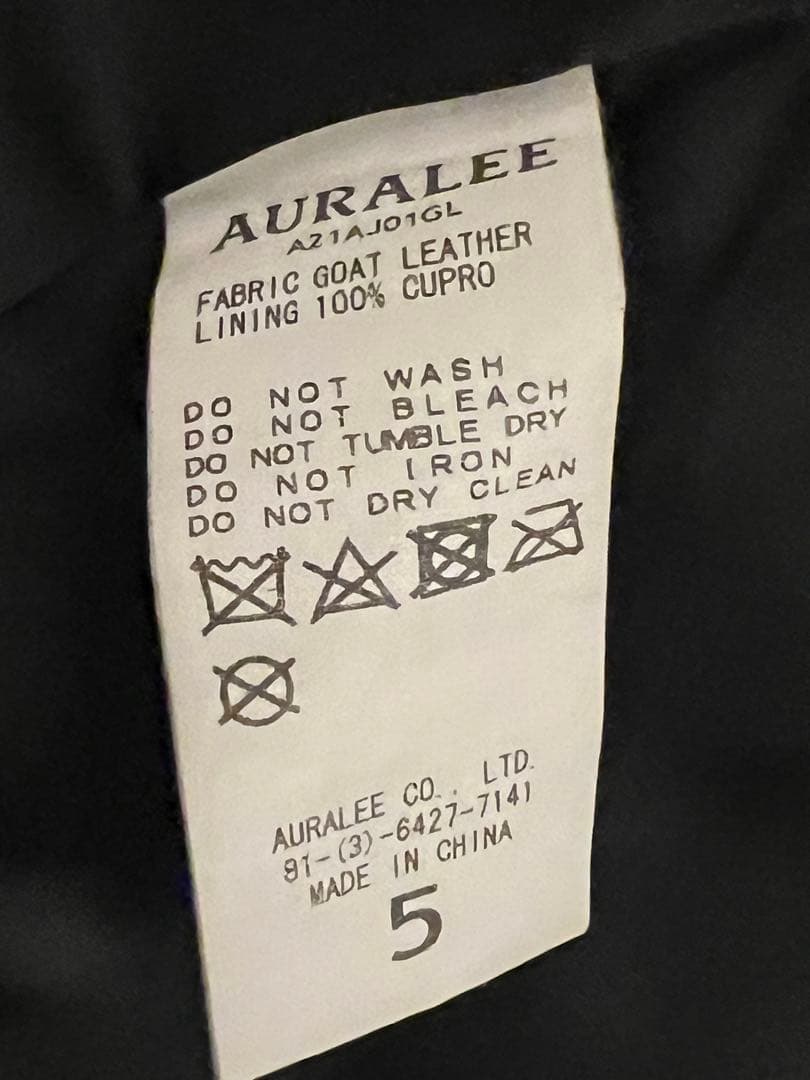 AURALEE
A21AJ01GL
FABRIC GOAT LEATHER
LINING 100% CUPRO
DO NOT WASH
DO NOT BLEACH
DO NOT TUMBLE DRY
DO NOT IRON
DO NOT DRY CLEAN
AURALEE CO., LTD.
81-(3)-6427-7141
MADE IN CHINA
5